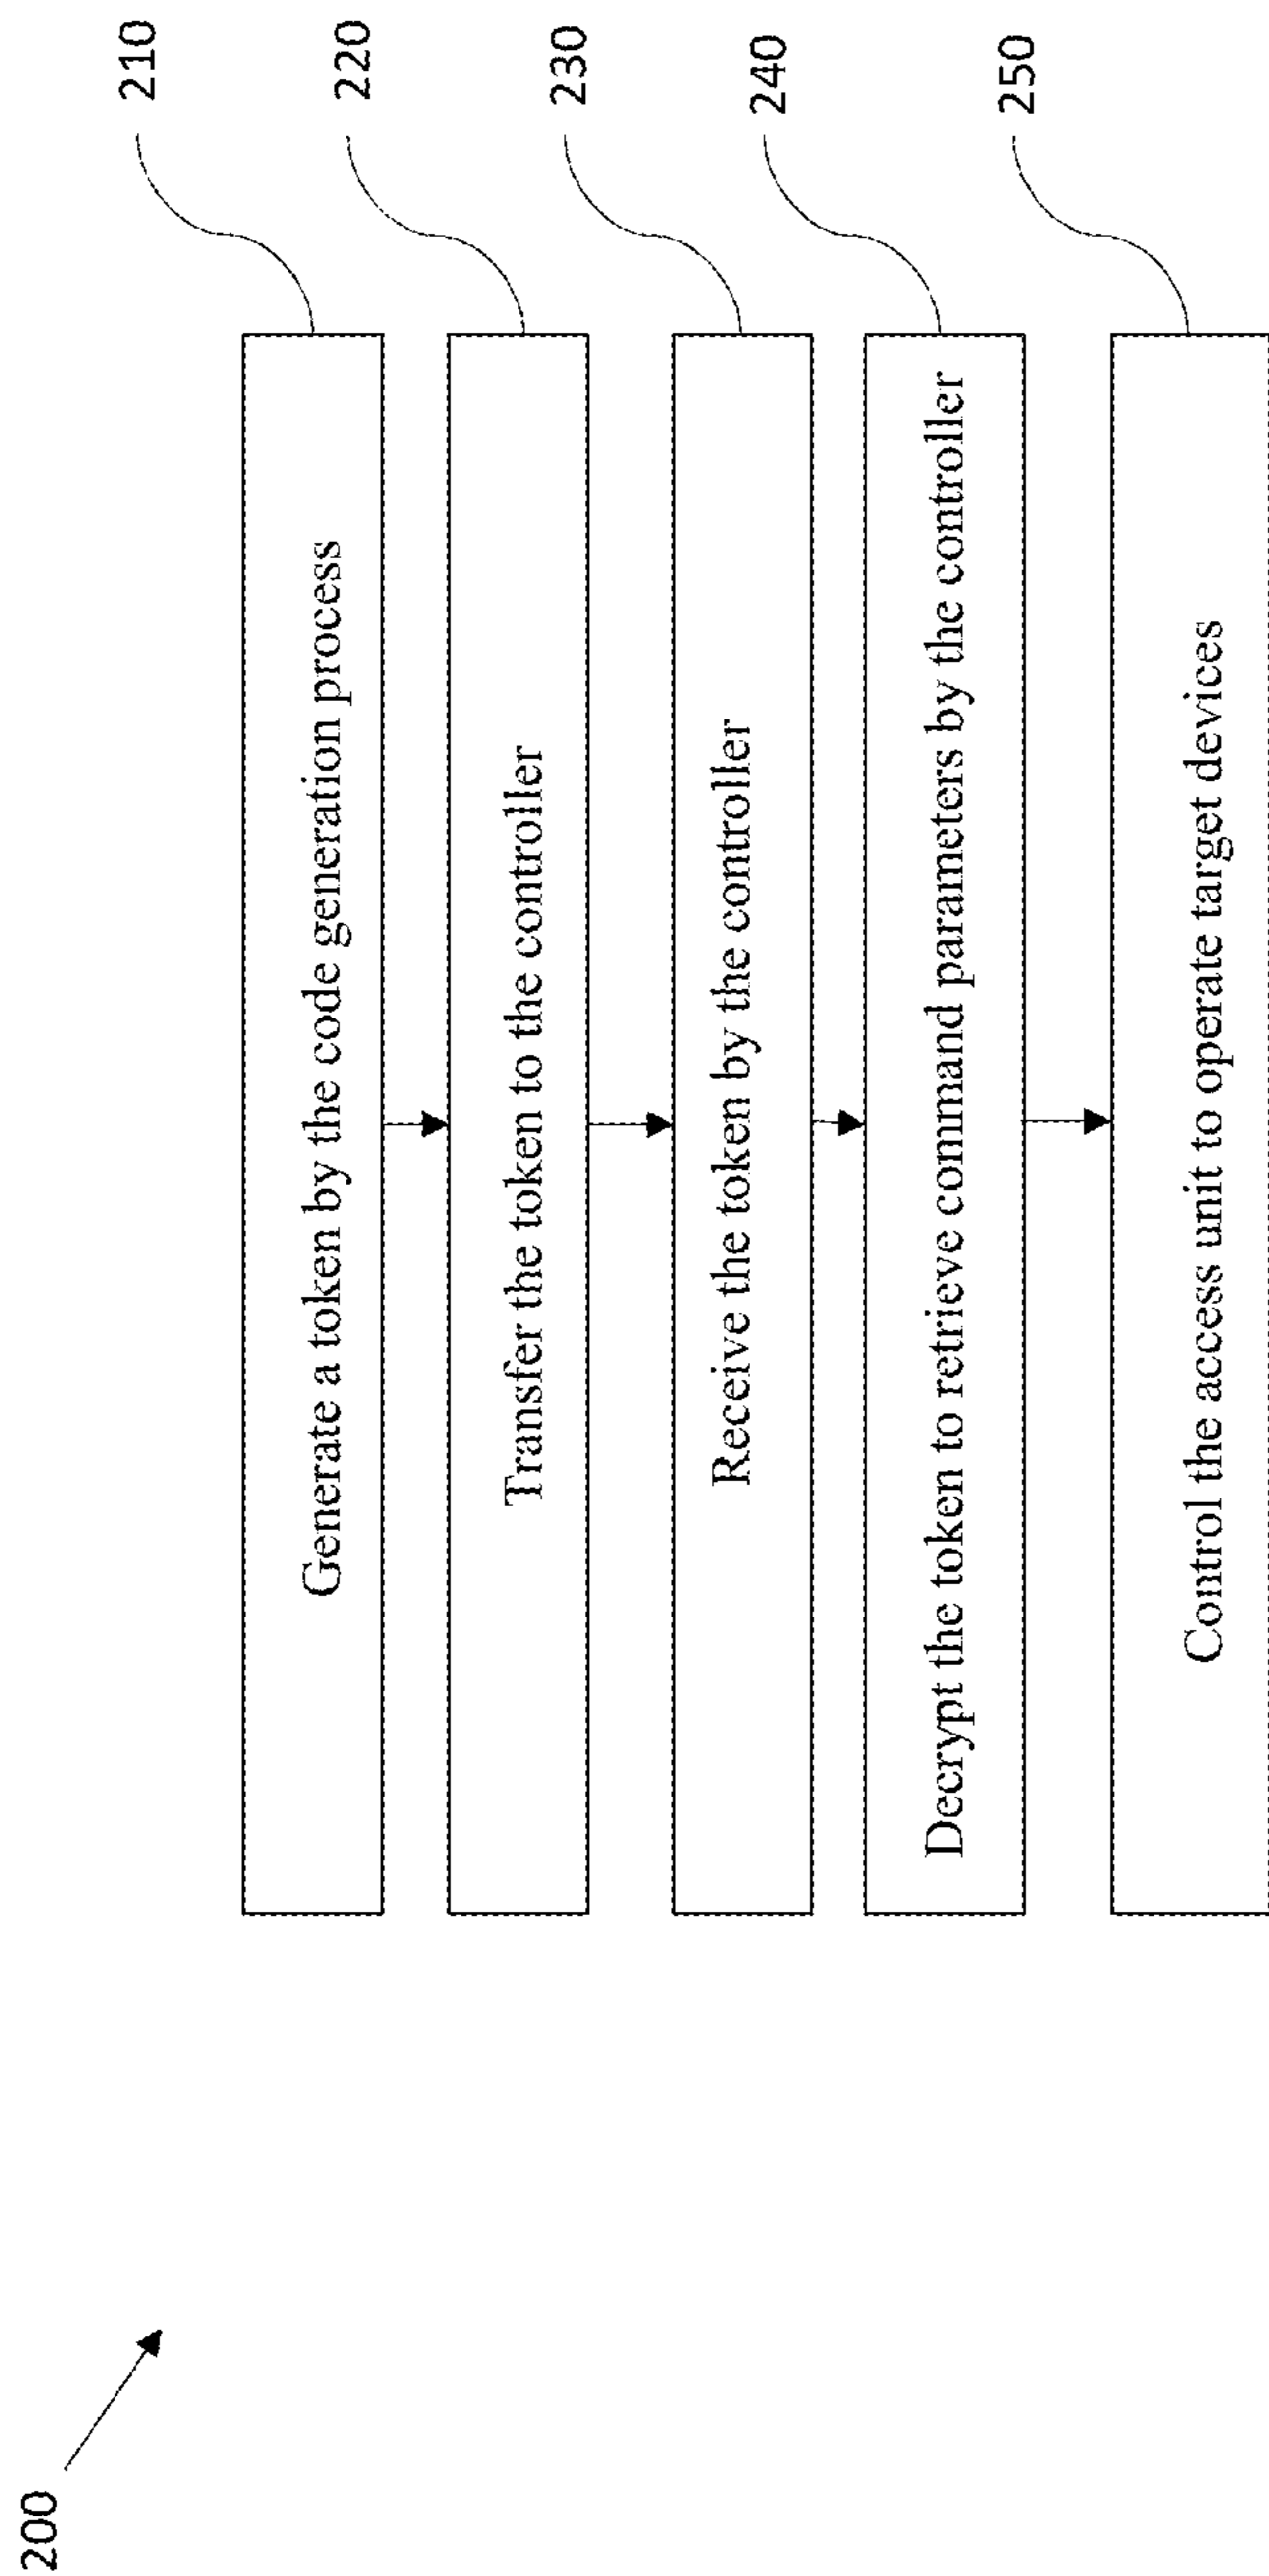 200
Generate a token by the code generation process
210
Transfer the token to the controller
220
Receive the token by the controller
230
Decrypt the token to retrieve command parameters by the controller
240
Control the access unit to operate target devices
250